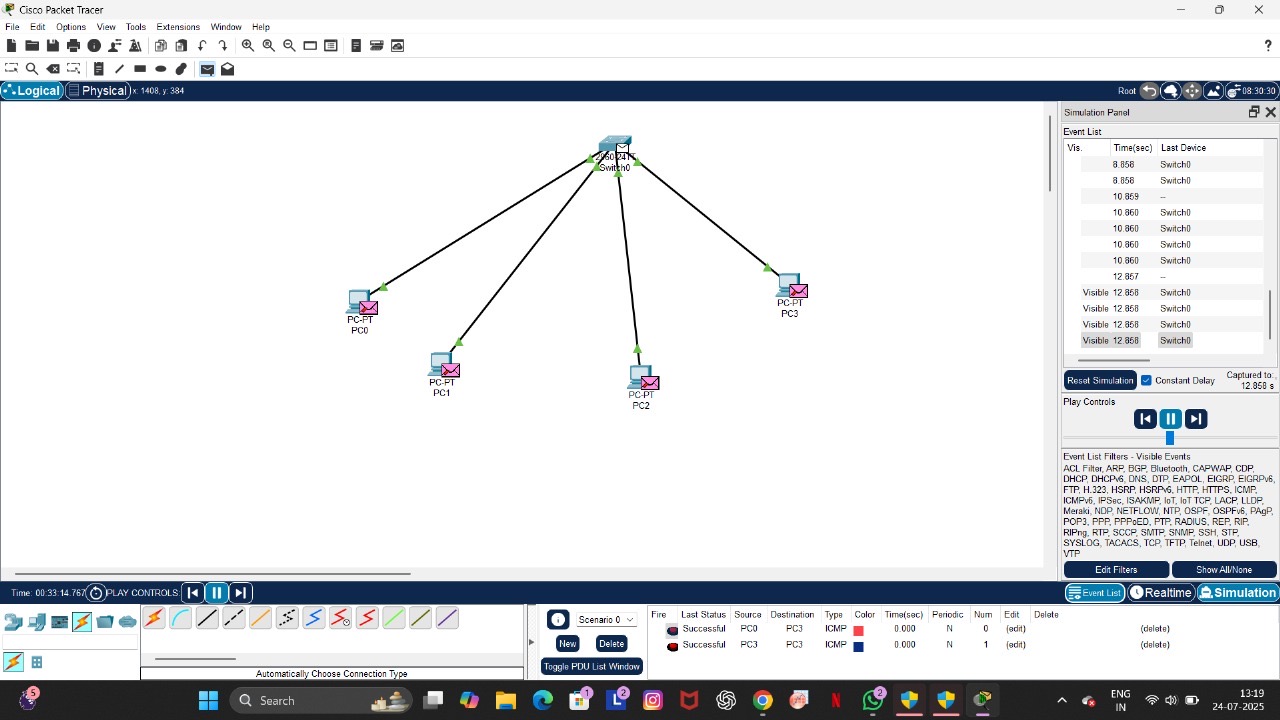 Cisco Packet Tracer
File Edit Options View Tools Extensions Window Help
?
Logical Physical x: 1408, y: 384
Root 08:30:30
Simulation Panel
Event List
Vis. Time(sec) Last Device
8.858 Switch0
8.858 Switch0
10.859 --
10.860 Switch0
10.860 Switch0
10.860 Switch0
10.860 Switch0
12.857 --
Visible 12.858 Switch0
Visible 12.858 Switch0
Visible 12.858 Switch0
Visible 12.858 Switch0
Reset Simulation Constant Delay Captured to:
12.858 s
Play Controls
Event List Filters - Visible Events
ACL Filter, ARP, BGP, Bluetooth, CAPWAP, CDP,
DHCP, DHCPv6, DNS, DTP, EAPOL, EIGRP, EIGRPv6,
FTP, H.323, HSRP, HSRPv6, HTTP, HTTPS, ICMP,
ICMPv6, IPSec, ISAKMP, IoT, IoT TCP, LACP, LLDP,
Meraki, NDP, NETFLOW, NTP, OSPF, OSPFv6, PAgP,
POP3, PPP, PPPoED, PTP, RADIUS, REP, RIP,
RIPng, RTP, SCCP, SMTP, SNMP, SSH, STP,
SYSLOG, TACACS, TCP, TFTP, Telnet, UDP, USB,
VTP
Edit Filters Show All/None
Switch0
PC-PT
PC0
PC-PT
PC1
PC-PT
PC2
PC-PT
PC3
Time: 00:33:14.767 PLAY CONTROLS:
Event List Realtime Simulation
Automatically Choose Connection Type
Scenario 0
New Delete
Toggle PDU List Window
Fire Last Status Source Destination Type Color Time(sec) Periodic Num Edit Delete
Successful PC0 PC3 ICMP 0.000 N 0 (edit) (delete)
Successful PC3 PC3 ICMP 0.000 N 1 (edit) (delete)
5
Search
1
L 2
2
ENG
IN
13:19
24-07-2025